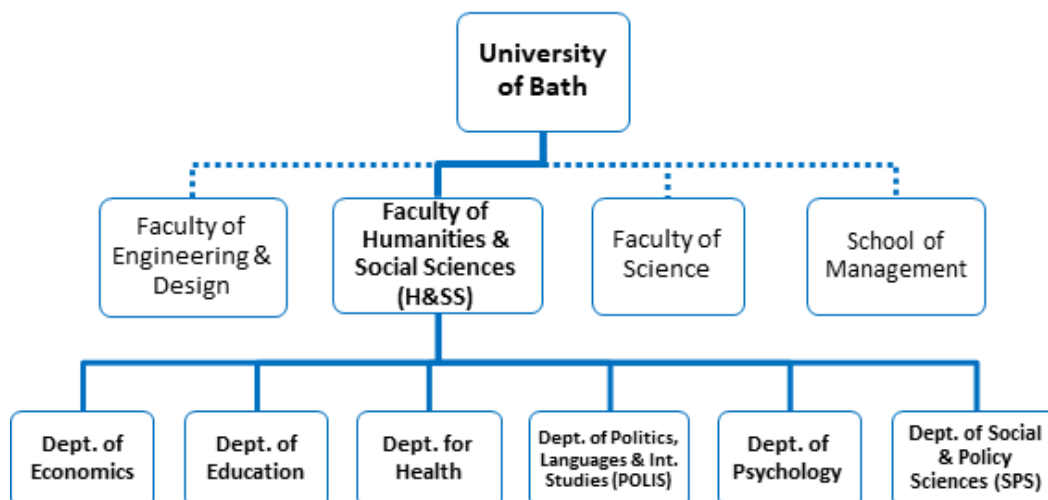 University
of Bath
Faculty of
Engineering &
Design
Faculty of
Humanities &
Social Sciences
(H&SS)
Faculty of
Science
School of
Management
Dept. of
Economics
Dept. of
Education
Dept. for
Health
Dept. of Politics,
Languages & Int.
Studies (POLIS)
Dept. of
Psychology
Dept. of Social
& Policy
Sciences (SPS)